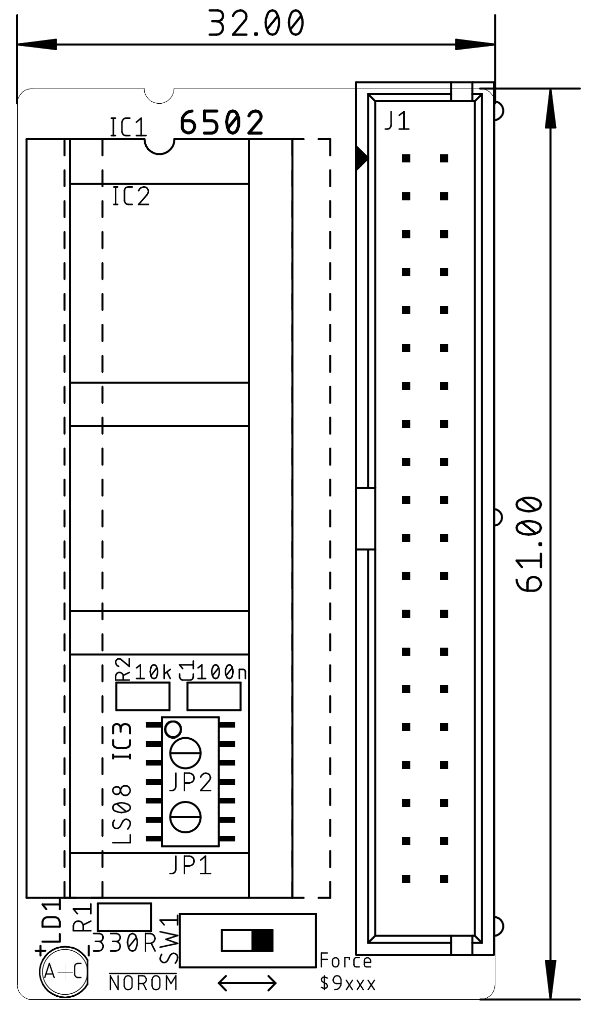 32.00
IC1 6502
J1
IC2
61.00
R2 10k C1 100n
IC3
LS08
JP2
JP1
LD1
R1
330R
SW1
+ -
A-C
NOROM
Force
$9xxx